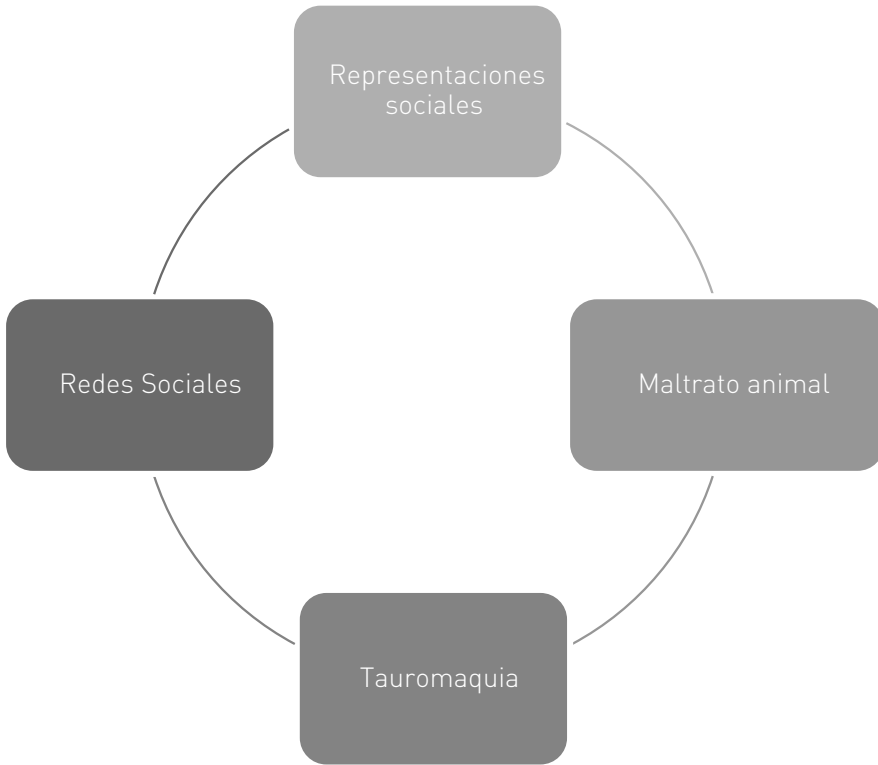 Representaciones
sociales
Redes Sociales
Maltrato animal
Tauromaquia